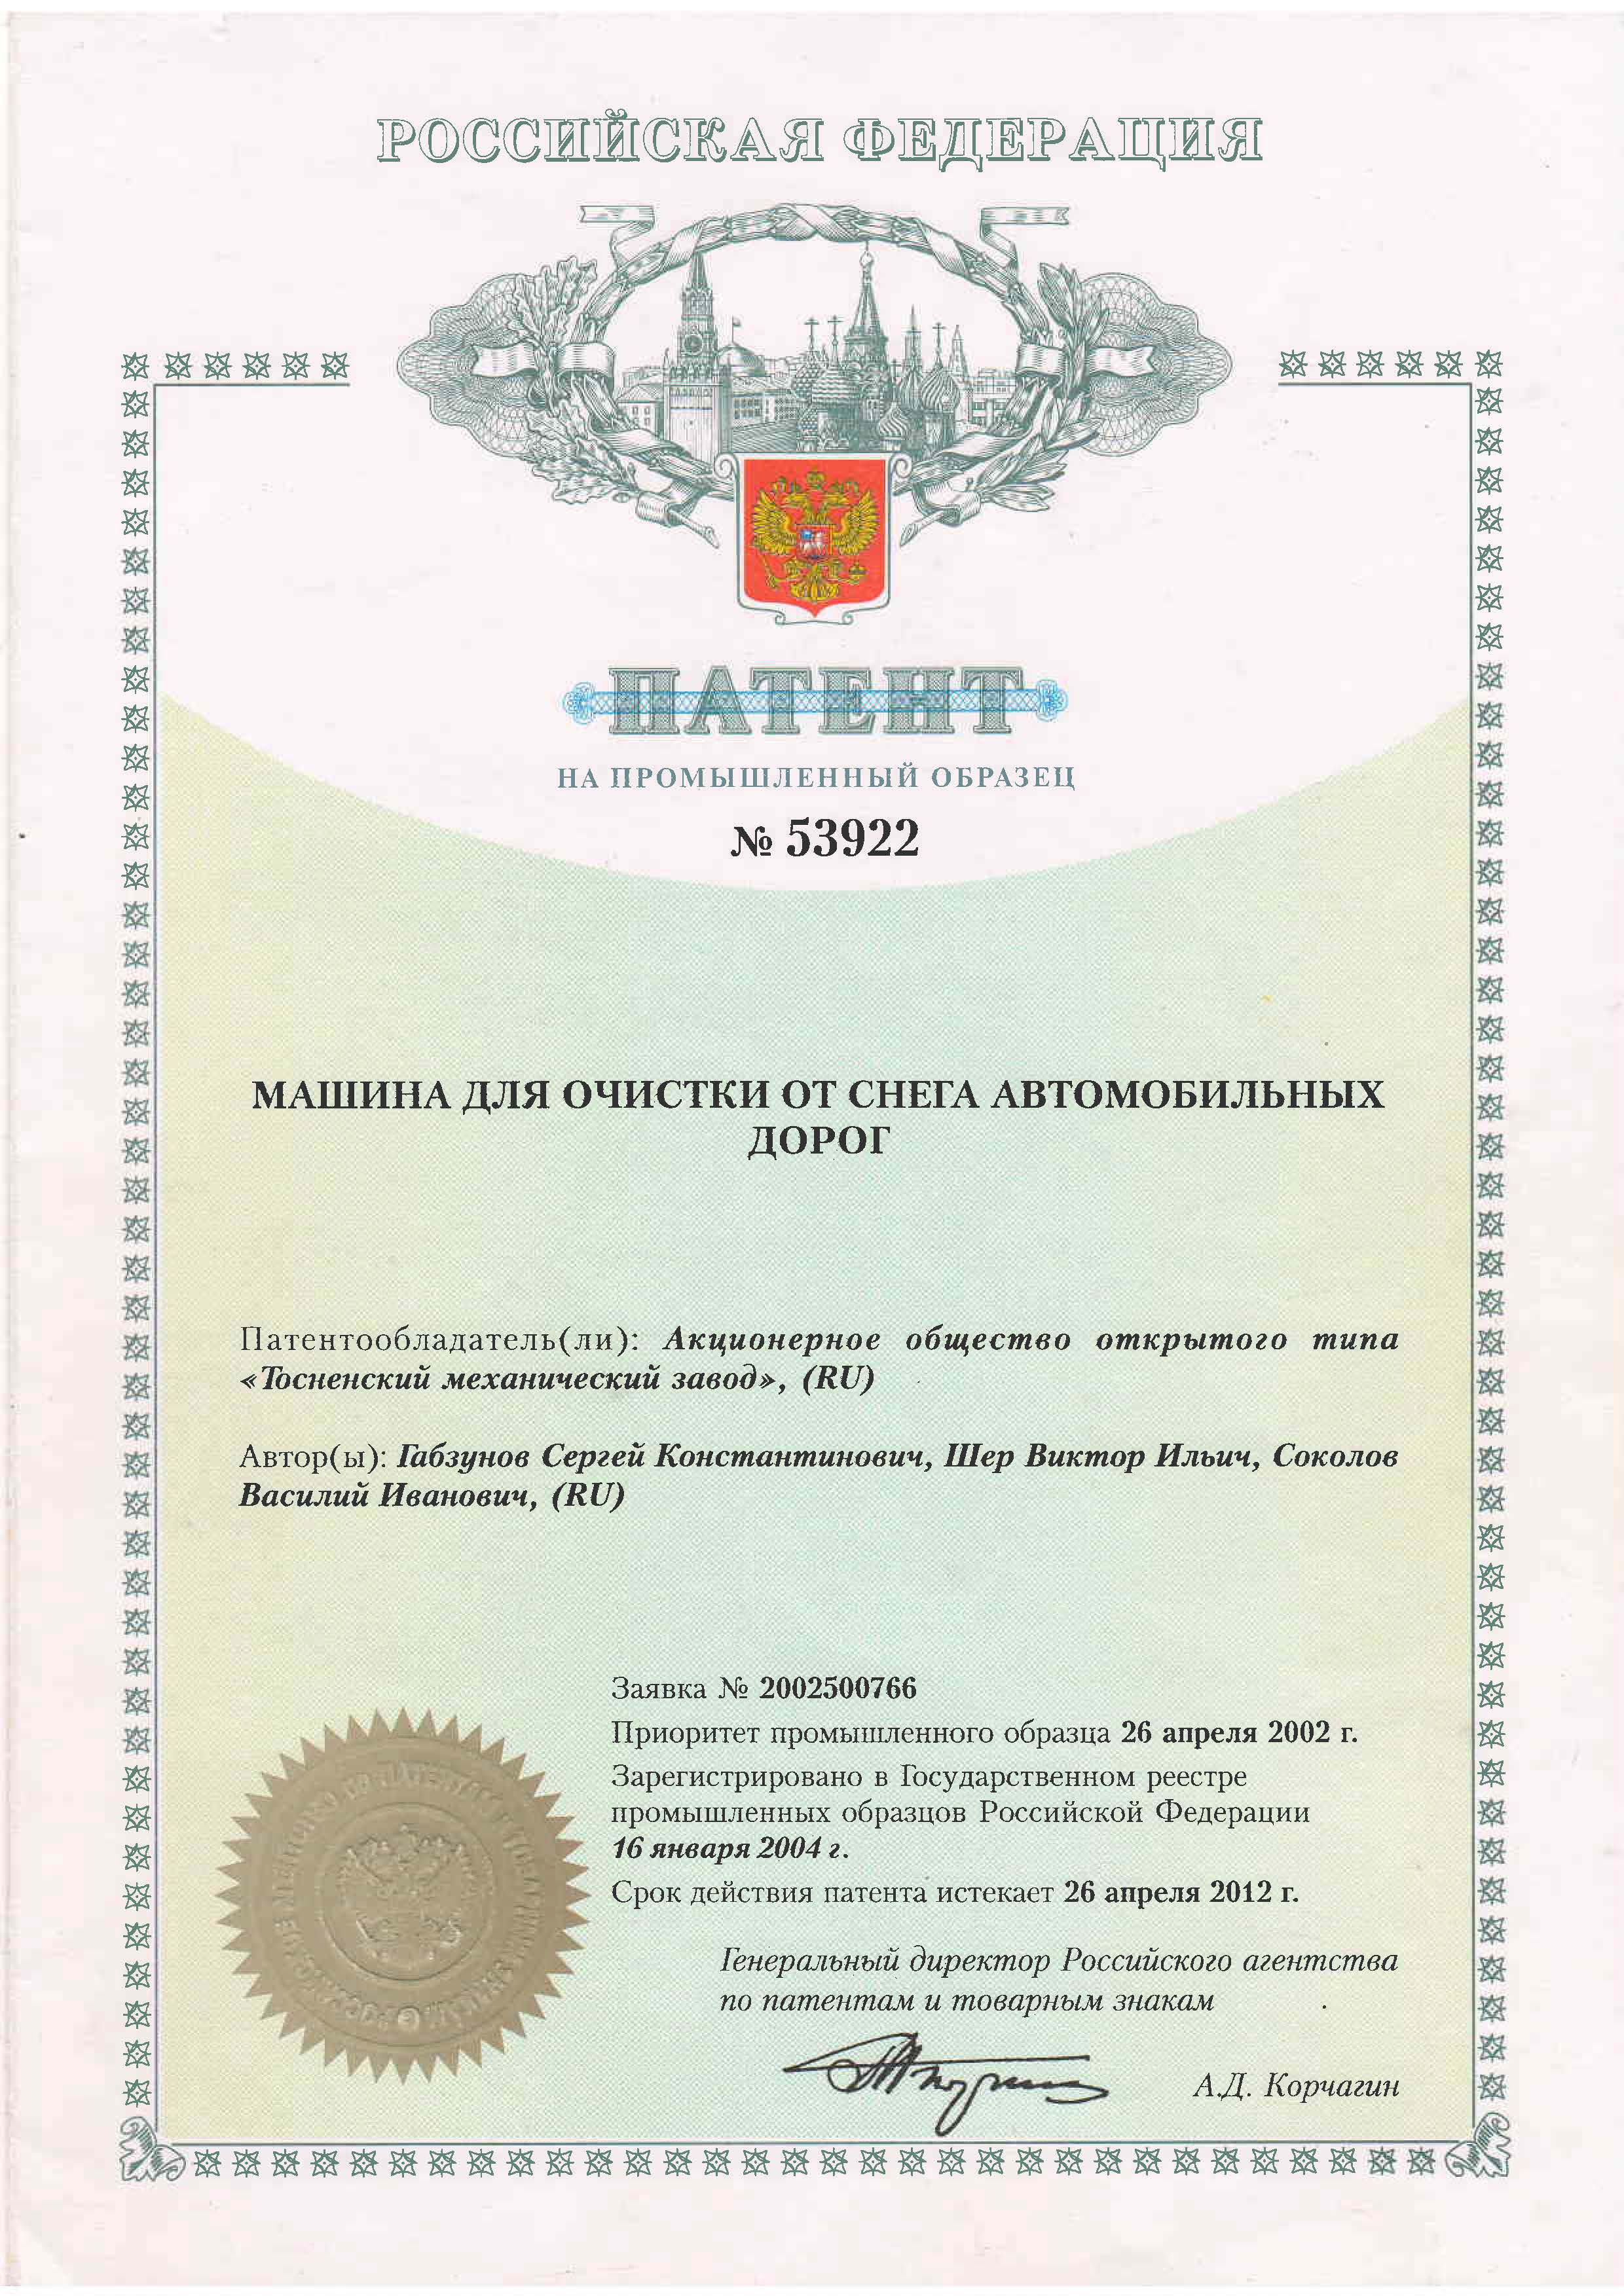 РОССИЙСКАЯ ФЕДЕРАЦИЯ
ПАТЕНТ
НА ПРОМЫШЛЕННЫЙ ОБРАЗЕЦ
№ 53922
МАШИНА ДЛЯ ОЧИСТКИ ОТ СНЕГА АВТОМОБИЛЬНЫХ
ДОРОГ
Патентообладатель(ли): Акционерное общество открытого типа
«Тосненский механический завод», (RU)
Автор(ы): Габзунов Сергей Константинович, Шер Виктор Ильич, Соколов
Василий Иванович, (RU)
Заявка № 2002500766
Приоритет промышленного образца 26 апреля 2002 г.
Зарегистрировано в Государственном реестре
промышленных образцов Российской Федерации
16 января 2004 г.
Срок действия патента истекает 26 апреля 2012 г.
Генеральный директор Российского агентства
по патентам и товарным знакам
А.Д. Корчагин